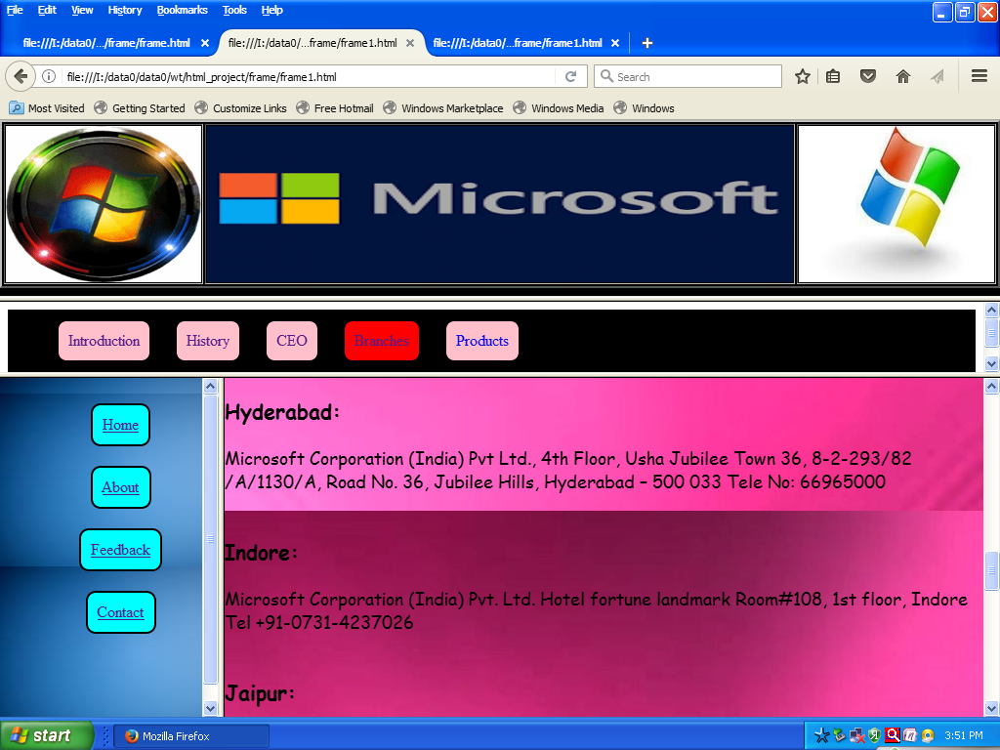 File Edit View History Bookmarks Tools Help
file:///I:/data0/.../frame/frame.html × file:///I:/data0/d...frame/frame1.html × file:///I:/data0/d...frame/frame1.html × +
file:///I:/data0/data0/wt/html_project/frame/frame1.html Search
Most Visited Getting Started Customize Links Free Hotmail Windows Marketplace Windows Media Windows
Microsoft
Introduction History CEO Branches Products
Home
About
Feedback
Contact
Hyderabad:
Microsoft Corporation (India) Pvt Ltd., 4th Floor, Usha Jubilee Town 36, 8-2-293/82
/A/1130/A, Road No. 36, Jubilee Hills, Hyderabad – 500 033 Tele No: 66965000
Indore:
Microsoft Corporation (India) Pvt. Ltd. Hotel fortune landmark Room#108, 1st floor, Indore
Tel +91-0731-4237026
Jaipur:
start Mozilla Firefox 3:51 PM